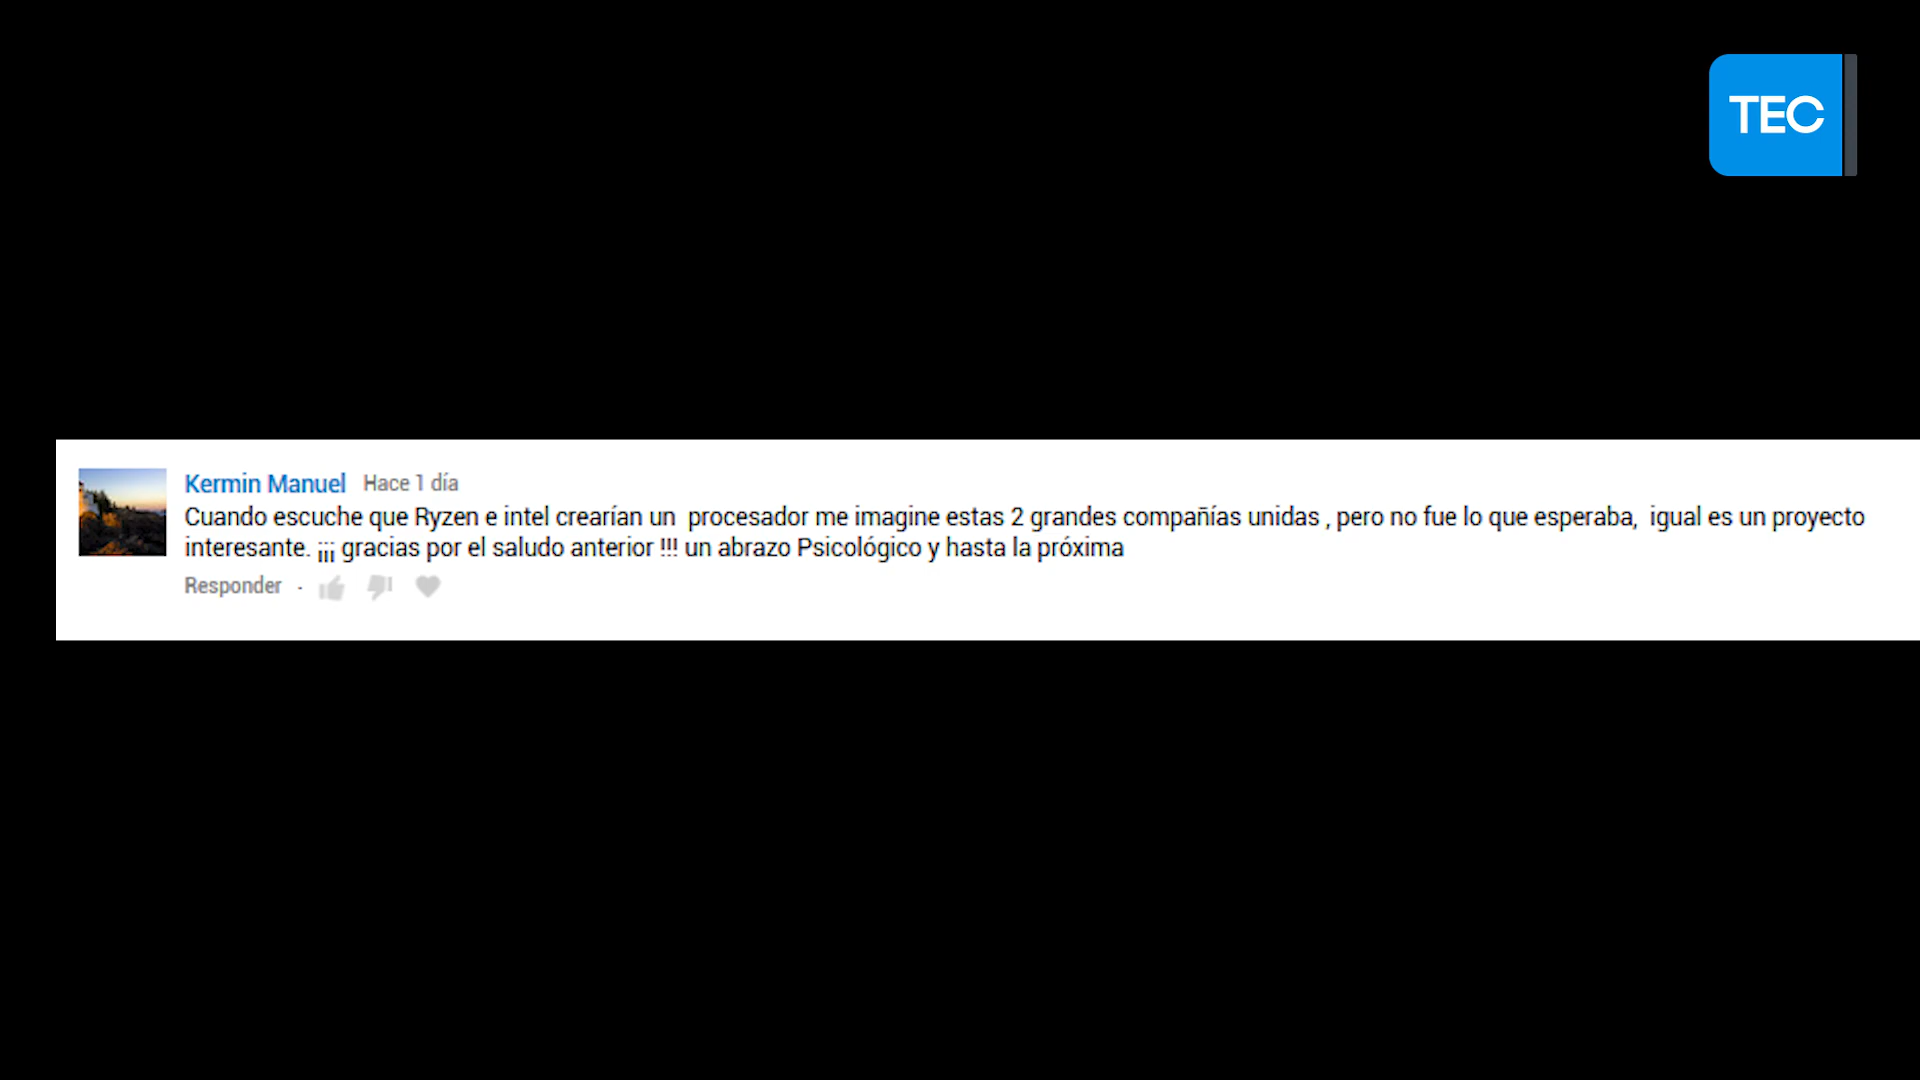 TEC
Kermin Manuel Hace 1 día
Cuando escuche que Ryzen e intel crearían un  procesador me imagine estas 2 grandes compañías unidas , pero no fue lo que esperaba,  igual es un proyecto
interesante. ¡¡¡ gracias por el saludo anterior !!! un abrazo Psicológico y hasta la próxima
Responder ·